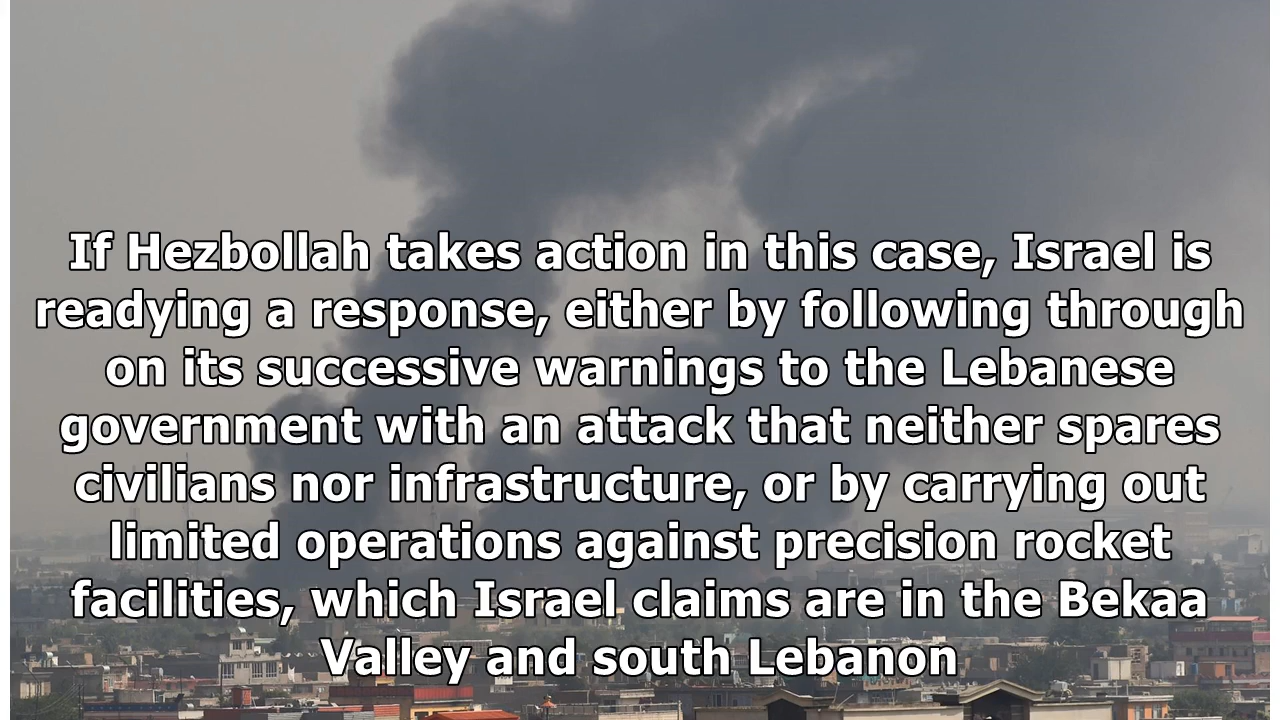 If Hezbollah takes action in this case, Israel is
readying a response, either by following through
on its successive warnings to the Lebanese
government with an attack that neither spares
civilians nor infrastructure, or by carrying out
limited operations against precision rocket
facilities, which Israel claims are in the Bekaa
Valley and south Lebanon